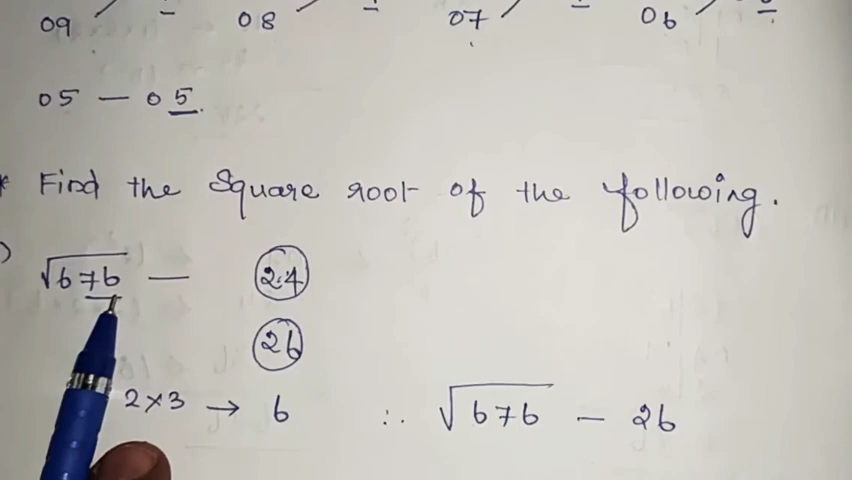 09 08 07 06
05 — 05.
* Find the Square root of the following.
) √676 — 24
26
2×3 → 6 ∴ √676 — 26